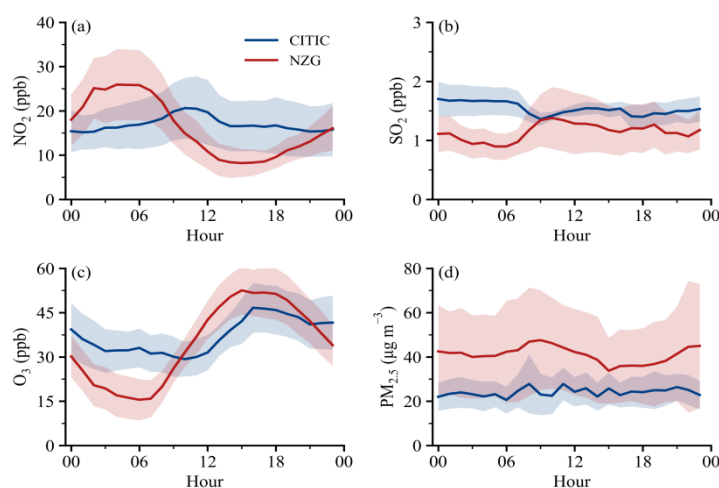 (a)
CITIC
NZG
NO₂ (ppb)
40
30
20
10
0
00 06 12 18 00
Hour
(b)
SO₂ (ppb)
3
2
1
0
00 06 12 18 00
Hour
(c)
O₃ (ppb)
60
45
30
15
0
00 06 12 18 00
Hour
(d)
PM₂.₅ (μg m⁻³)
80
60
40
20
0
00 06 12 18 00
Hour